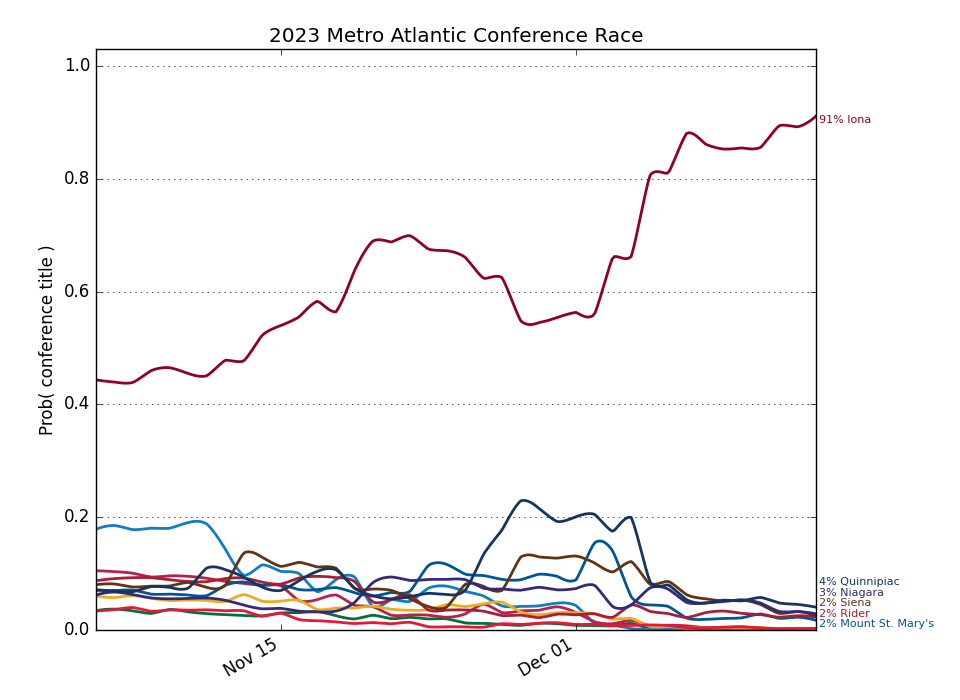 2023 Metro Atlantic Conference Race
Prob( conference title )
1.0
0.8
0.6
0.4
0.2
0.0
Nov 15
Dec 01
91% Iona
4% Quinnipiac
3% Niagara
2% Siena
2% Rider
2% Mount St. Mary's